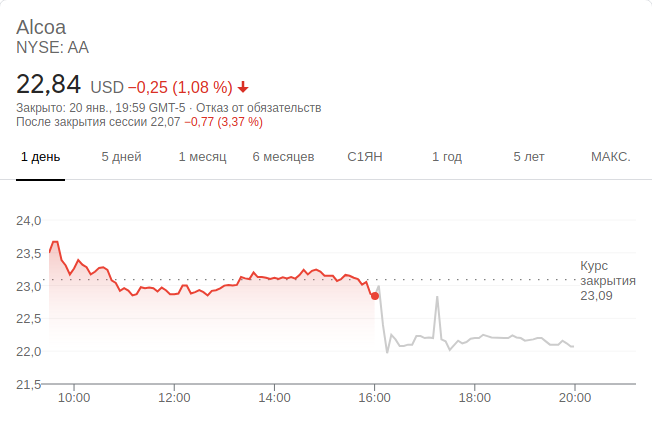 Alcoa
NYSE: AA
22,84 USD −0,25 (1,08 %)
Закрыто: 20 янв., 19:59 GMT-5 · Отказ от обязательств
После закрытия сессии 22,07 −0,77 (3,37 %)
1 день 5 дней 1 месяц 6 месяцев С1ЯН 1 год 5 лет МАКС.
24,0
23,5
23,0
22,5
22,0
21,5
Курс
закрытия
23,09
10:00 12:00 14:00 16:00 18:00 20:00